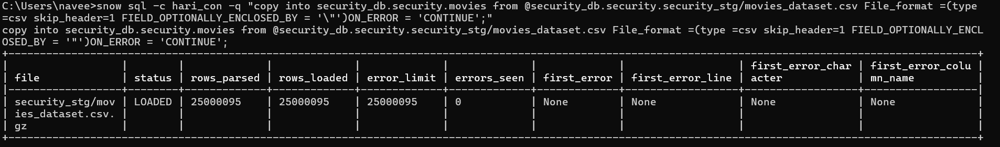 C:\Users\navee>snow sql -c hari_con -q "copy into security_db.security.movies from @security_db.security.security_stg/movies_dataset.csv File_format =(type
=csv skip_header=1 FIELD_OPTIONALLY_ENCLOSED_BY = '\"')ON_ERROR = 'CONTINUE';"
copy into security_db.security.movies from @security_db.security.security_stg/movies_dataset.csv File_format =(type =csv skip_header=1 FIELD_OPTIONALLY_ENCL
OSED_BY = '"')ON_ERROR = 'CONTINUE';
+-----------------------------------------------------------------------------------------------------------------------------------------------------------+
|                   |        |             |             |             |             |             |                  | first_error_char | first_error_colu |
| file              | status | rows_parsed | rows_loaded | error_limit | errors_seen | first_error | first_error_line | acter            | mn_name          |
|-------------------+--------+-------------+-------------+-------------+-------------+-------------+------------------+------------------+------------------|
| security_stg/mov  | LOADED | 25000095    | 25000095    | 25000095    | 0           | None        | None             | None             | None             |
| ies_dataset.csv.  |        |             |             |             |             |             |                  |                  |                  |
| gz                |        |             |             |             |             |             |                  |                  |                  |
+-----------------------------------------------------------------------------------------------------------------------------------------------------------+